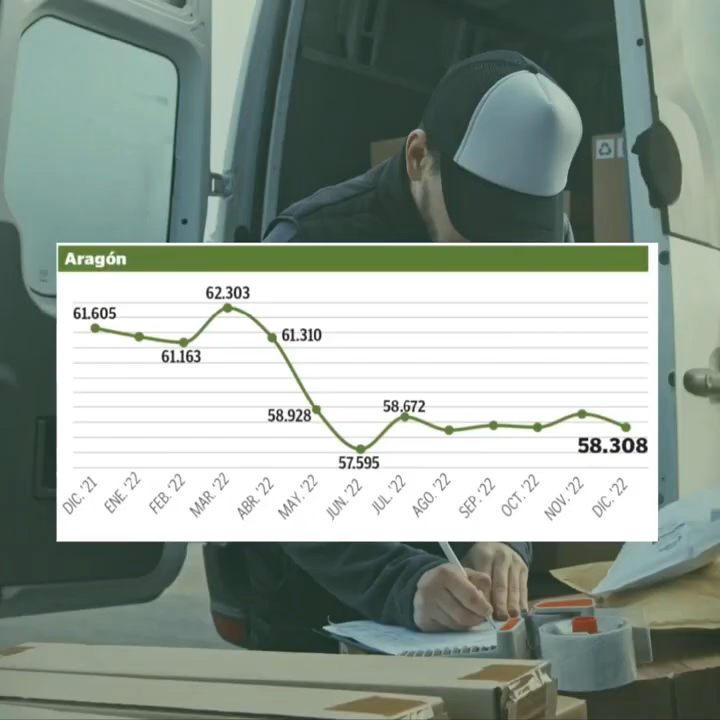 Aragón
62.303
61.605
61.310
61.163
58.928
58.672
58.308
57.595
DIC. '21
ENE. '22
FEB. '22
MAR. '22
ABR. '22
MAY. '22
JUN. '22
JUL. '22
AGO. '22
SEP. '22
OCT. '22
NOV. '22
DIC. '22